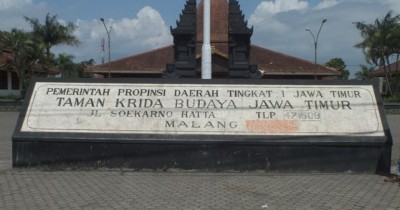 PEMERINTAH PROPINSI DAERAH TINGKAT I JAWA TIMUR
TAMAN KRIDA BUDAYA JAWA TIMUR
JL SOEKARNO HATTA TLP.
MALANG